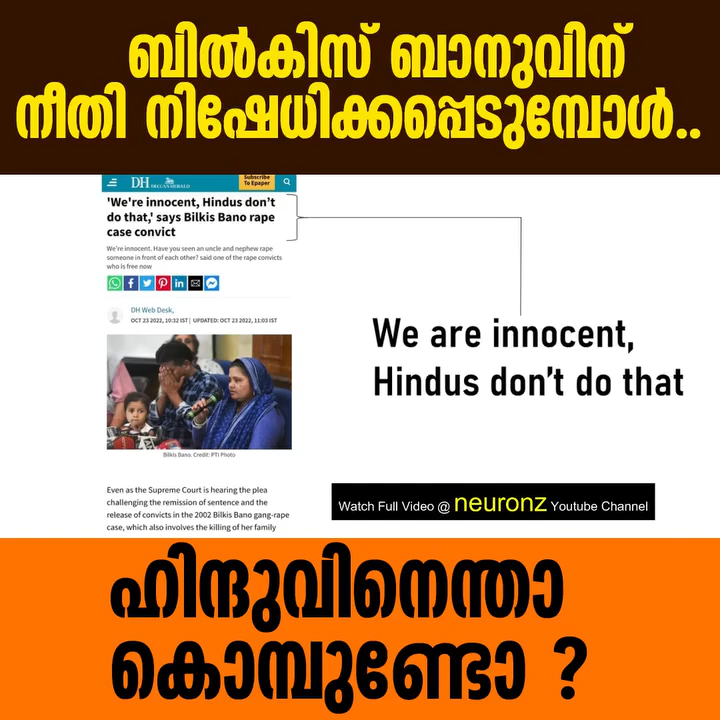 ബിൽകിസ് ബാനുവിന്
നീതി നിഷേധിക്കപ്പെടുമ്പോൾ..
DH DECCAN HERALD
Subscribe
To Epaper
'We're innocent, Hindus don't
do that,' says Bilkis Bano rape
case convict
We're innocent. Have you seen an uncle and nephew rape
someone in front of each other? said one of the rape convicts
who is free now
DH Web Desk,
OCT 23 2022, 10:32 IST | UPDATED: OCT 23 2022, 11:03 IST
Bilkis Bano. Credit: PTI Photo
We are innocent,
Hindus don't do that
Even as the Supreme Court is hearing the plea
challenging the remission of sentence and the
release of convicts in the 2002 Bilkis Bano gang-rape
case, which also involves the killing of her family
Watch Full Video @ neuronz Youtube Channel
ഹിന്ദുവിനെന്താ
കൊമ്പുണ്ടോ ?